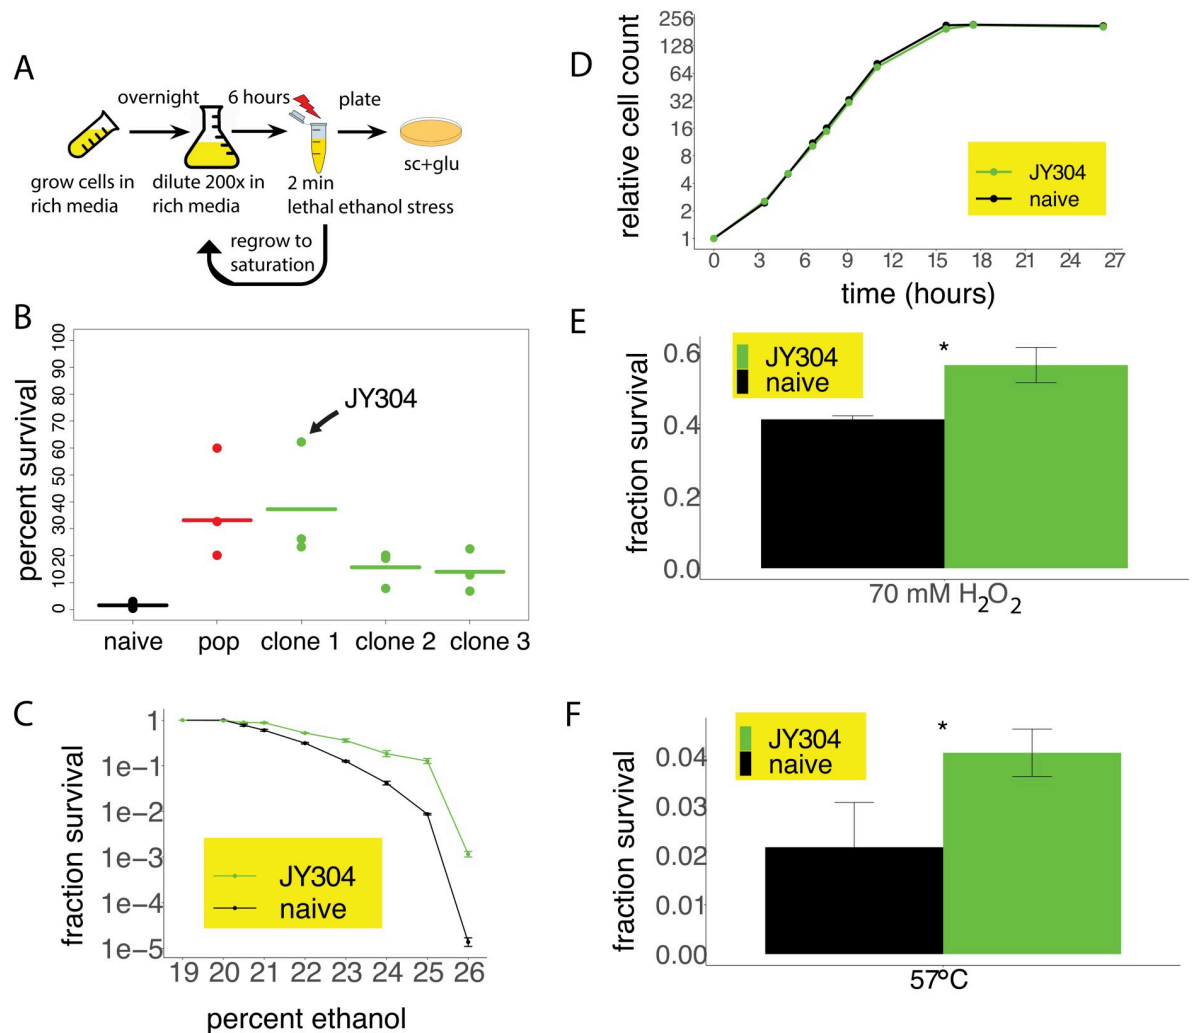 A
overnight
6 hours
plate
sc+glu
grow cells in
rich media
dilute 200x in
rich media
2 min
lethal ethanol stress
regrow to
saturation
B
percent survival
0 10 20 30 40 50 60 70 80 90 100
JY304
naive pop clone 1 clone 2 clone 3
C
fraction survival
1
1e-1
1e-2
1e-3
1e-4
1e-5
JY304
naive
19 20 21 22 23 24 25 26
percent ethanol
D
relative cell count
256
128
64
32
16
8
4
2
1
JY304
naive
0 3 6 9 12 15 18 21 24 27
time (hours)
E
fraction survival
0.6
0.4
0.2
0.0
JY304
naive
*
70 mM H₂O₂
F
fraction survival
0.04
0.03
0.02
0.01
0.00
JY304
naive
*
57ºC